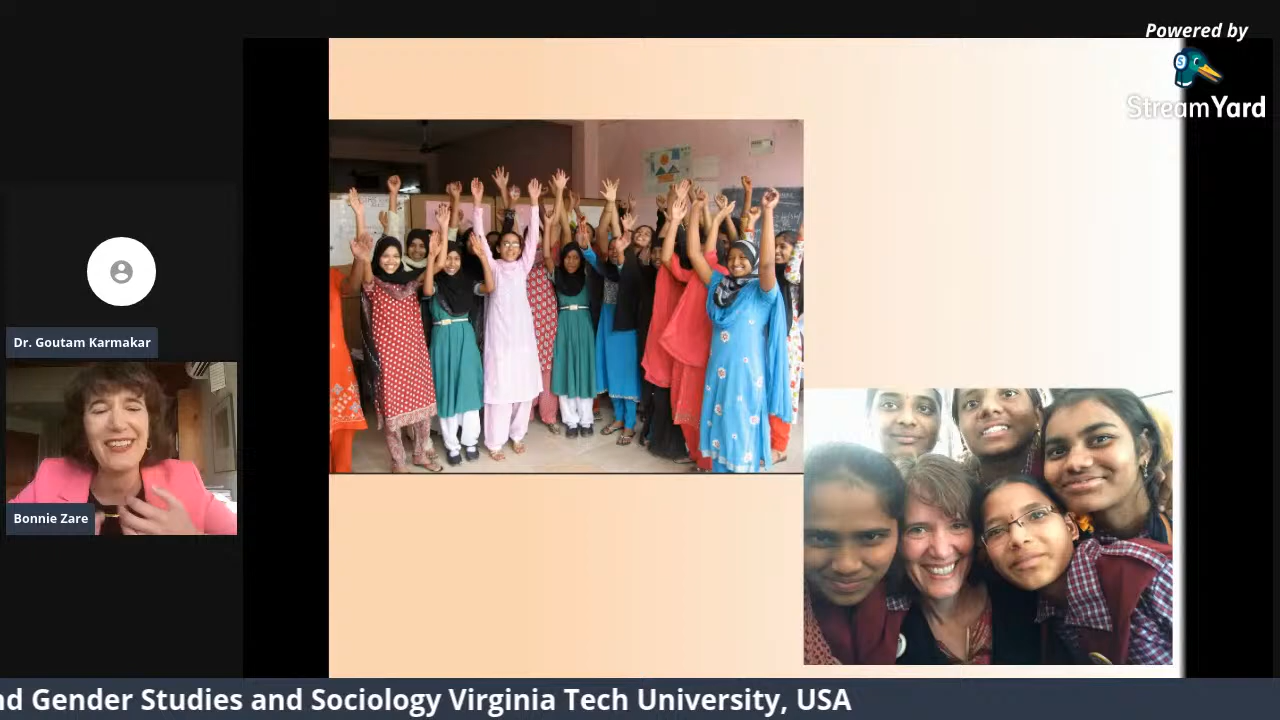 Powered by
StreamYard
Dr. Goutam Karmakar
Bonnie Zare
nd Gender Studies and Sociology Virginia Tech University, USA